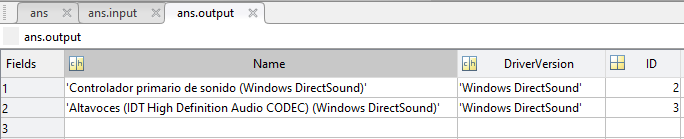 ans ans.input ans.output
ans.output
Fields Name DriverVersion ID
1 'Controlador primario de sonido (Windows DirectSound)' 'Windows DirectSound' 2
2 'Altavoces (IDT High Definition Audio CODEC) (Windows DirectSound)' 'Windows DirectSound' 3
3